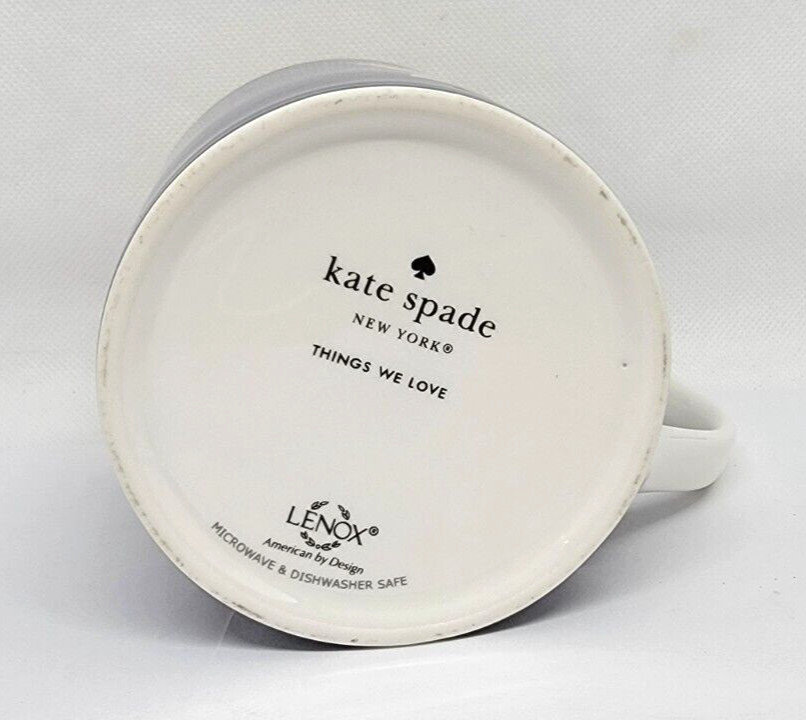 kate spade
NEW YORK®
THINGS WE LOVE
LENOX®
American by Design
MICROWAVE & DISHWASHER SAFE